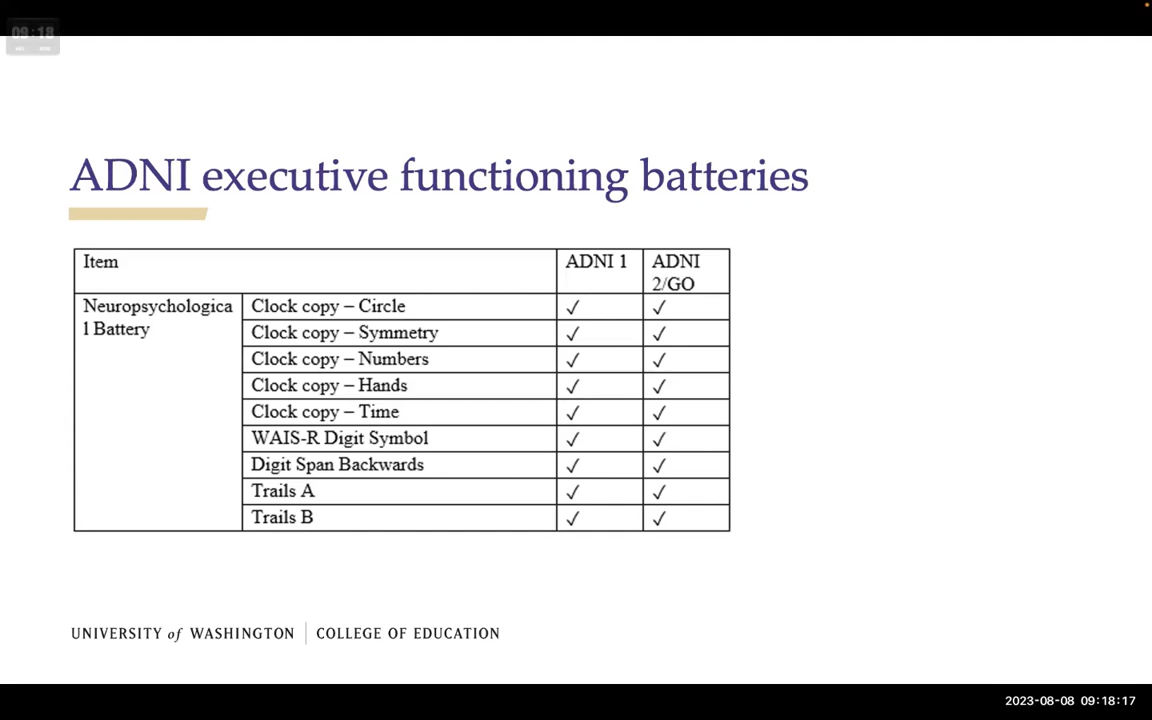 09:18
ADNI executive functioning batteries
Item ADNI 1 ADNI
2/GO
Neuropsychologica
l Battery
Clock copy – Circle ✓ ✓
Clock copy – Symmetry ✓ ✓
Clock copy – Numbers ✓ ✓
Clock copy – Hands ✓ ✓
Clock copy – Time ✓ ✓
WAIS-R Digit Symbol ✓ ✓
Digit Span Backwards ✓ ✓
Trails A ✓ ✓
Trails B ✓ ✓
UNIVERSITY of WASHINGTON | COLLEGE OF EDUCATION
2023-08-08 09:18:17